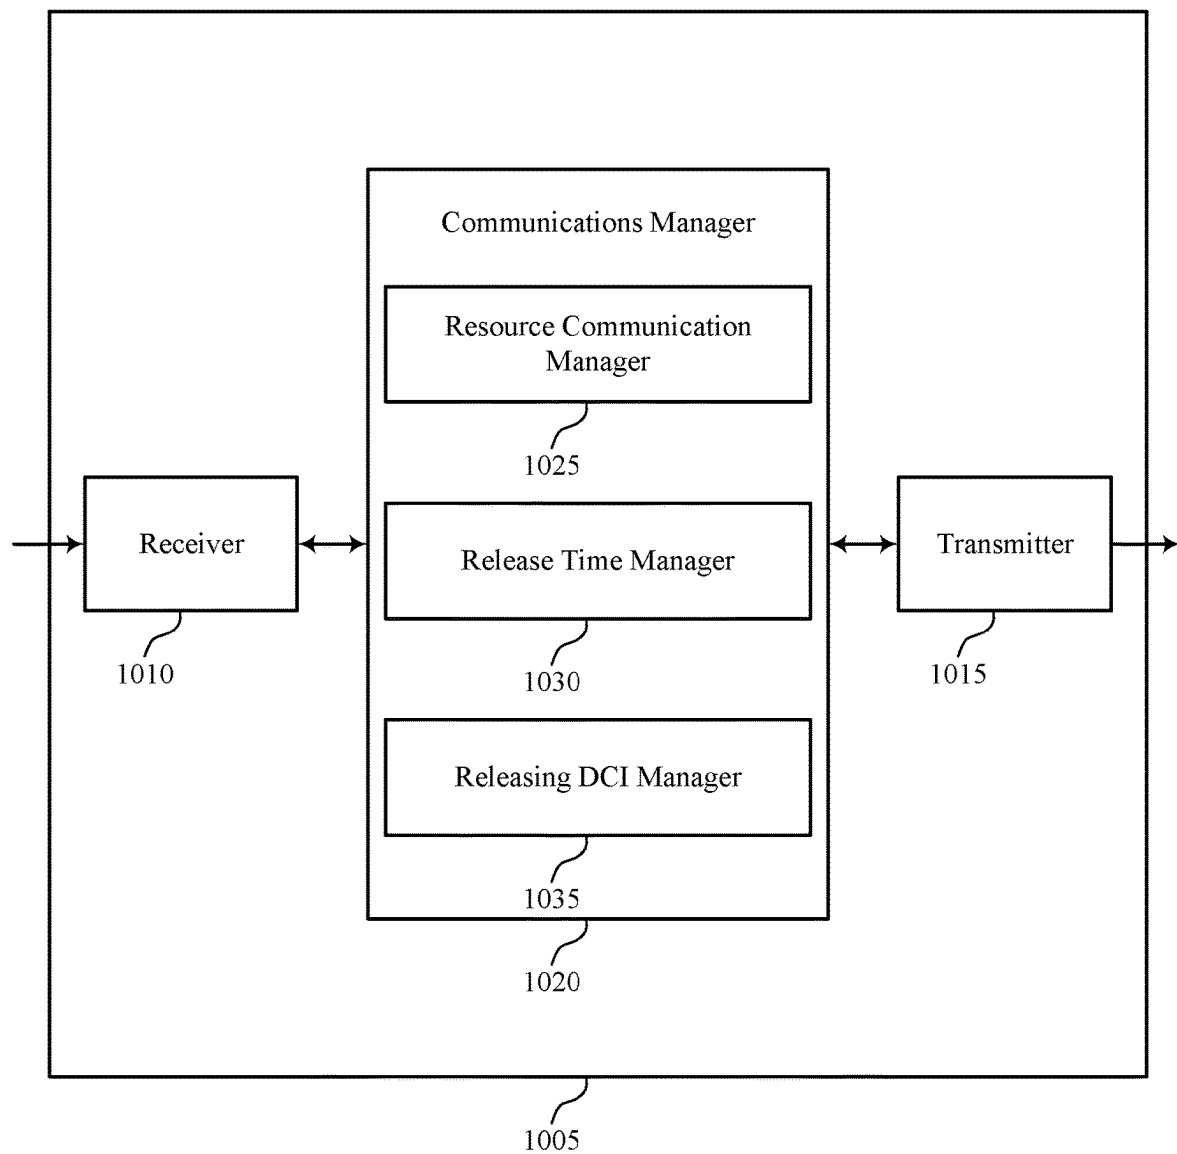 Communications Manager
Resource Communication
Manager
1025
Receiver
1010
Release Time Manager
1030
Transmitter
1015
Releasing DCI Manager
1035
1020
1005